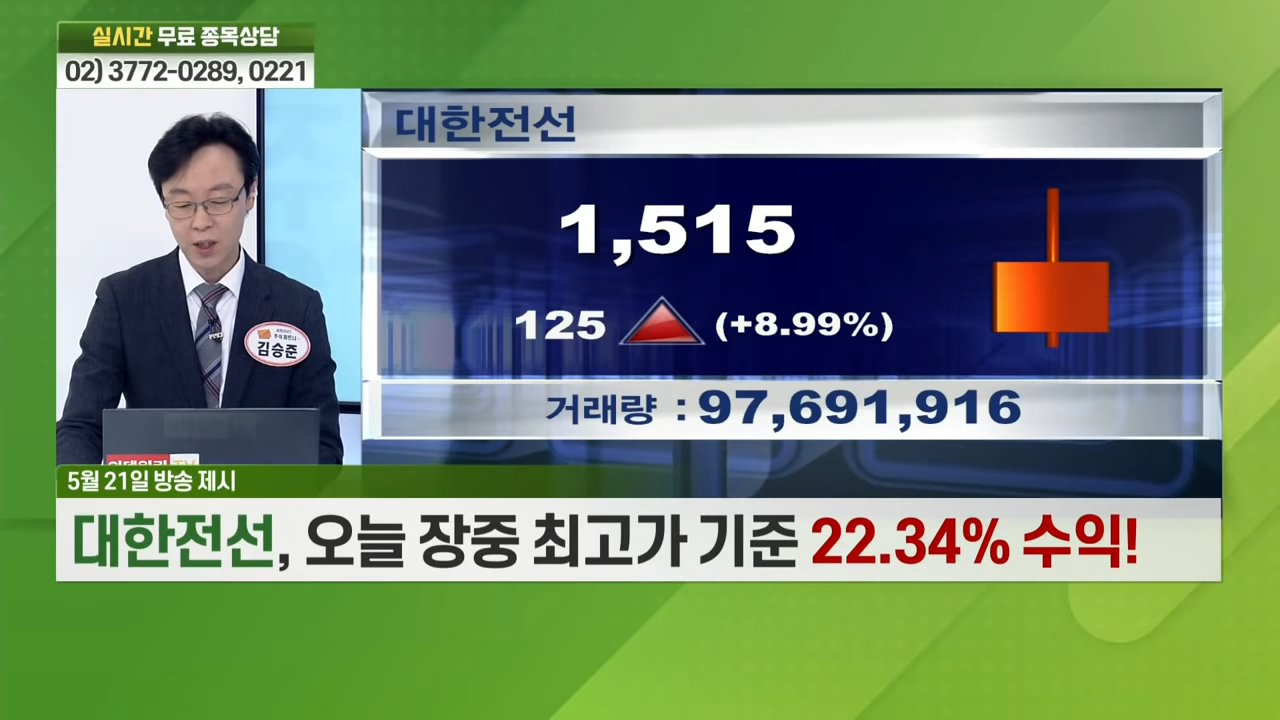 실시간 무료 종목상담
02) 3772-0289, 0221
대한전선
1,515
125 ▲ (+8.99%)
거래량 : 97,691,916
김승준
5월 21일 방송 제시
대한전선, 오늘 장중 최고가 기준 22.34% 수익!